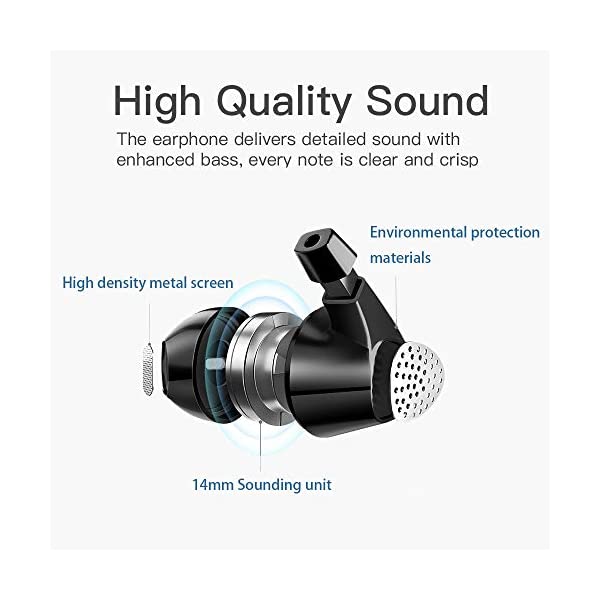 High Quality Sound
The earphone delivers detailed sound with
enhanced bass, every note is clear and crisp
Environmental protection
materials
High density metal screen
14mm Sounding unit